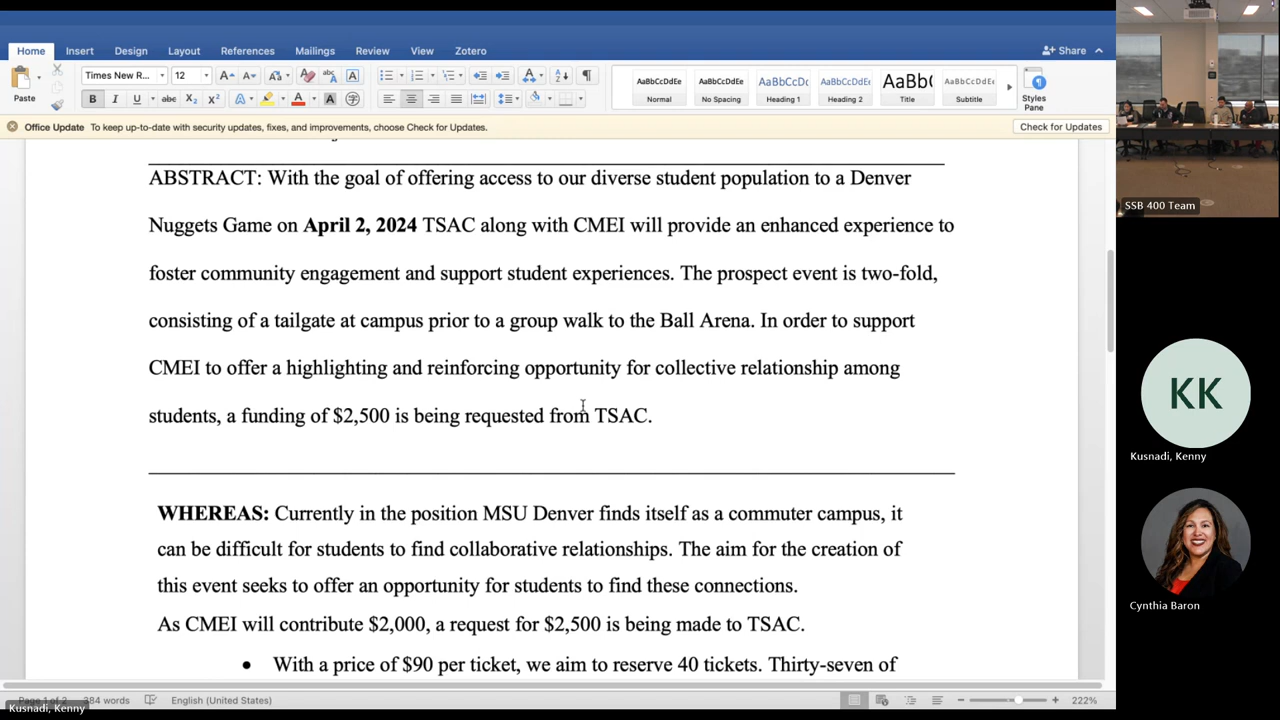 Home Insert Design Layout References Mailings Review View Zotero Share
Paste Times New R... 12 AaBbCcDdEe Normal AaBbCcDdEe No Spacing AaBbCcDc Heading 1 AaBbCcDdEe Heading 2 AaBb( Title AaBbCcDdEe Subtitle Styles Pane
Office Update To keep up-to-date with security updates, fixes, and improvements, choose Check for Updates. Check for Updates
ABSTRACT: With the goal of offering access to our diverse student population to a Denver
Nuggets Game on April 2, 2024 TSAC along with CMEI will provide an enhanced experience to
foster community engagement and support student experiences. The prospect event is two-fold,
consisting of a tailgate at campus prior to a group walk to the Ball Arena. In order to support
CMEI to offer a highlighting and reinforcing opportunity for collective relationship among
students, a funding of $2,500 is being requested from TSAC.
WHEREAS: Currently in the position MSU Denver finds itself as a commuter campus, it
can be difficult for students to find collaborative relationships. The aim for the creation of
this event seeks to offer an opportunity for students to find these connections.
As CMEI will contribute $2,000, a request for $2,500 is being made to TSAC.
• With a price of $90 per ticket, we aim to reserve 40 tickets. Thirty-seven of
Page 1 of 2 384 words English (United States) 222%
Kusnadi, Kenny
SSB 400 Team
KK
Kusnadi, Kenny
Cynthia Baron